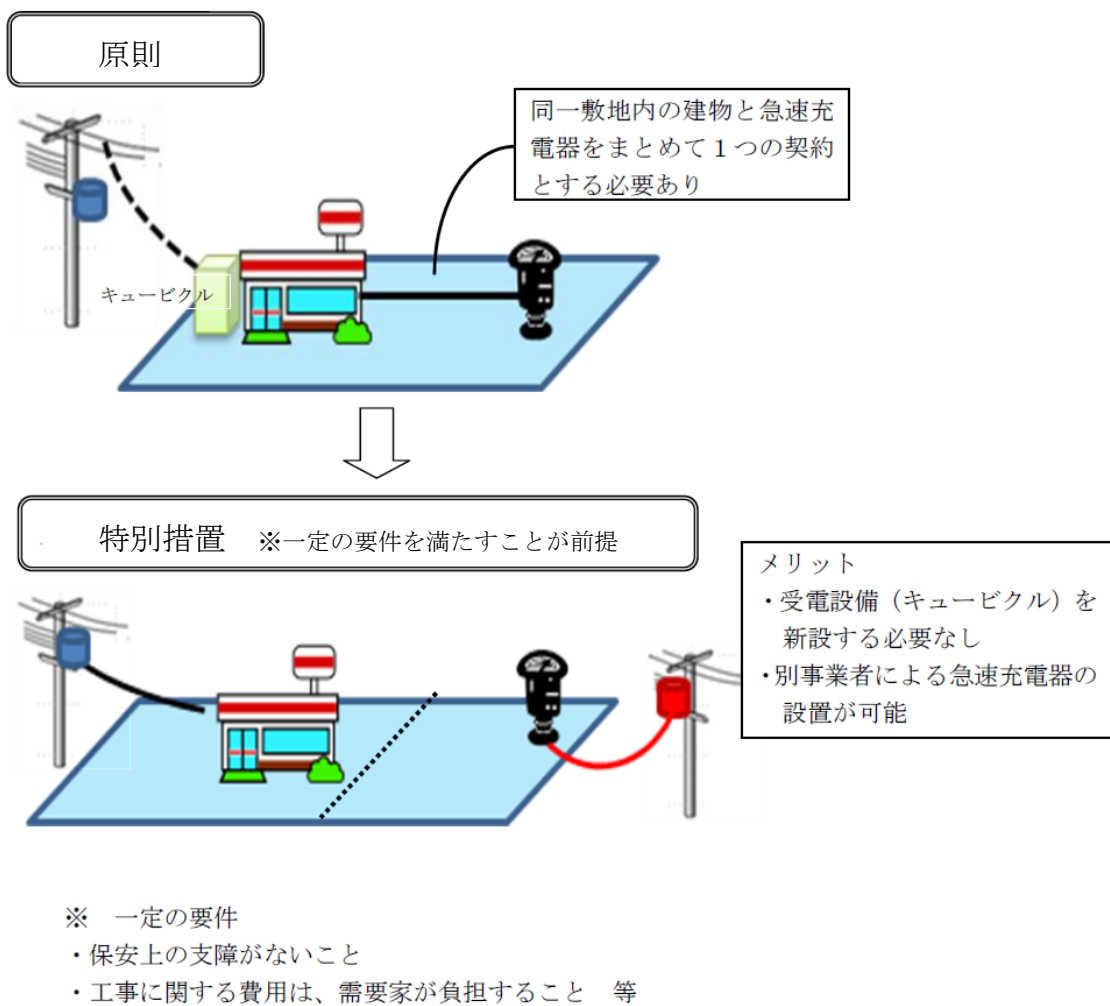 原則
同一敷地内の建物と急速充
電器をまとめて１つの契約
とする必要あり
キュービクル
特別措置　※一定の要件を満たすことが前提
メリット
・受電設備（キュービクル）を
新設する必要なし
・別事業者による急速充電器の
設置が可能
※　一定の要件
・保安上の支障がないこと
・工事に関する費用は、需要家が負担すること　等